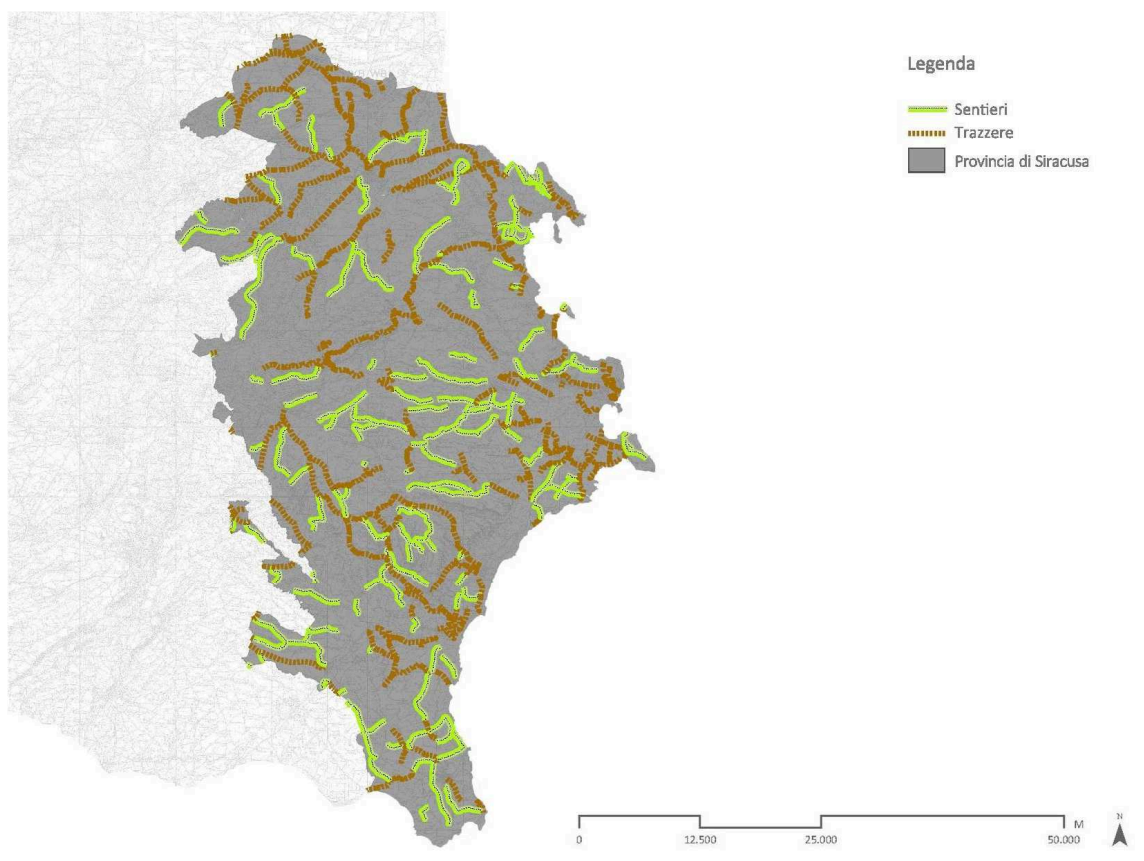 Legenda
Sentieri
Trazzere
Provincia di Siracusa
N
M
0 12.500 25.000 50.000